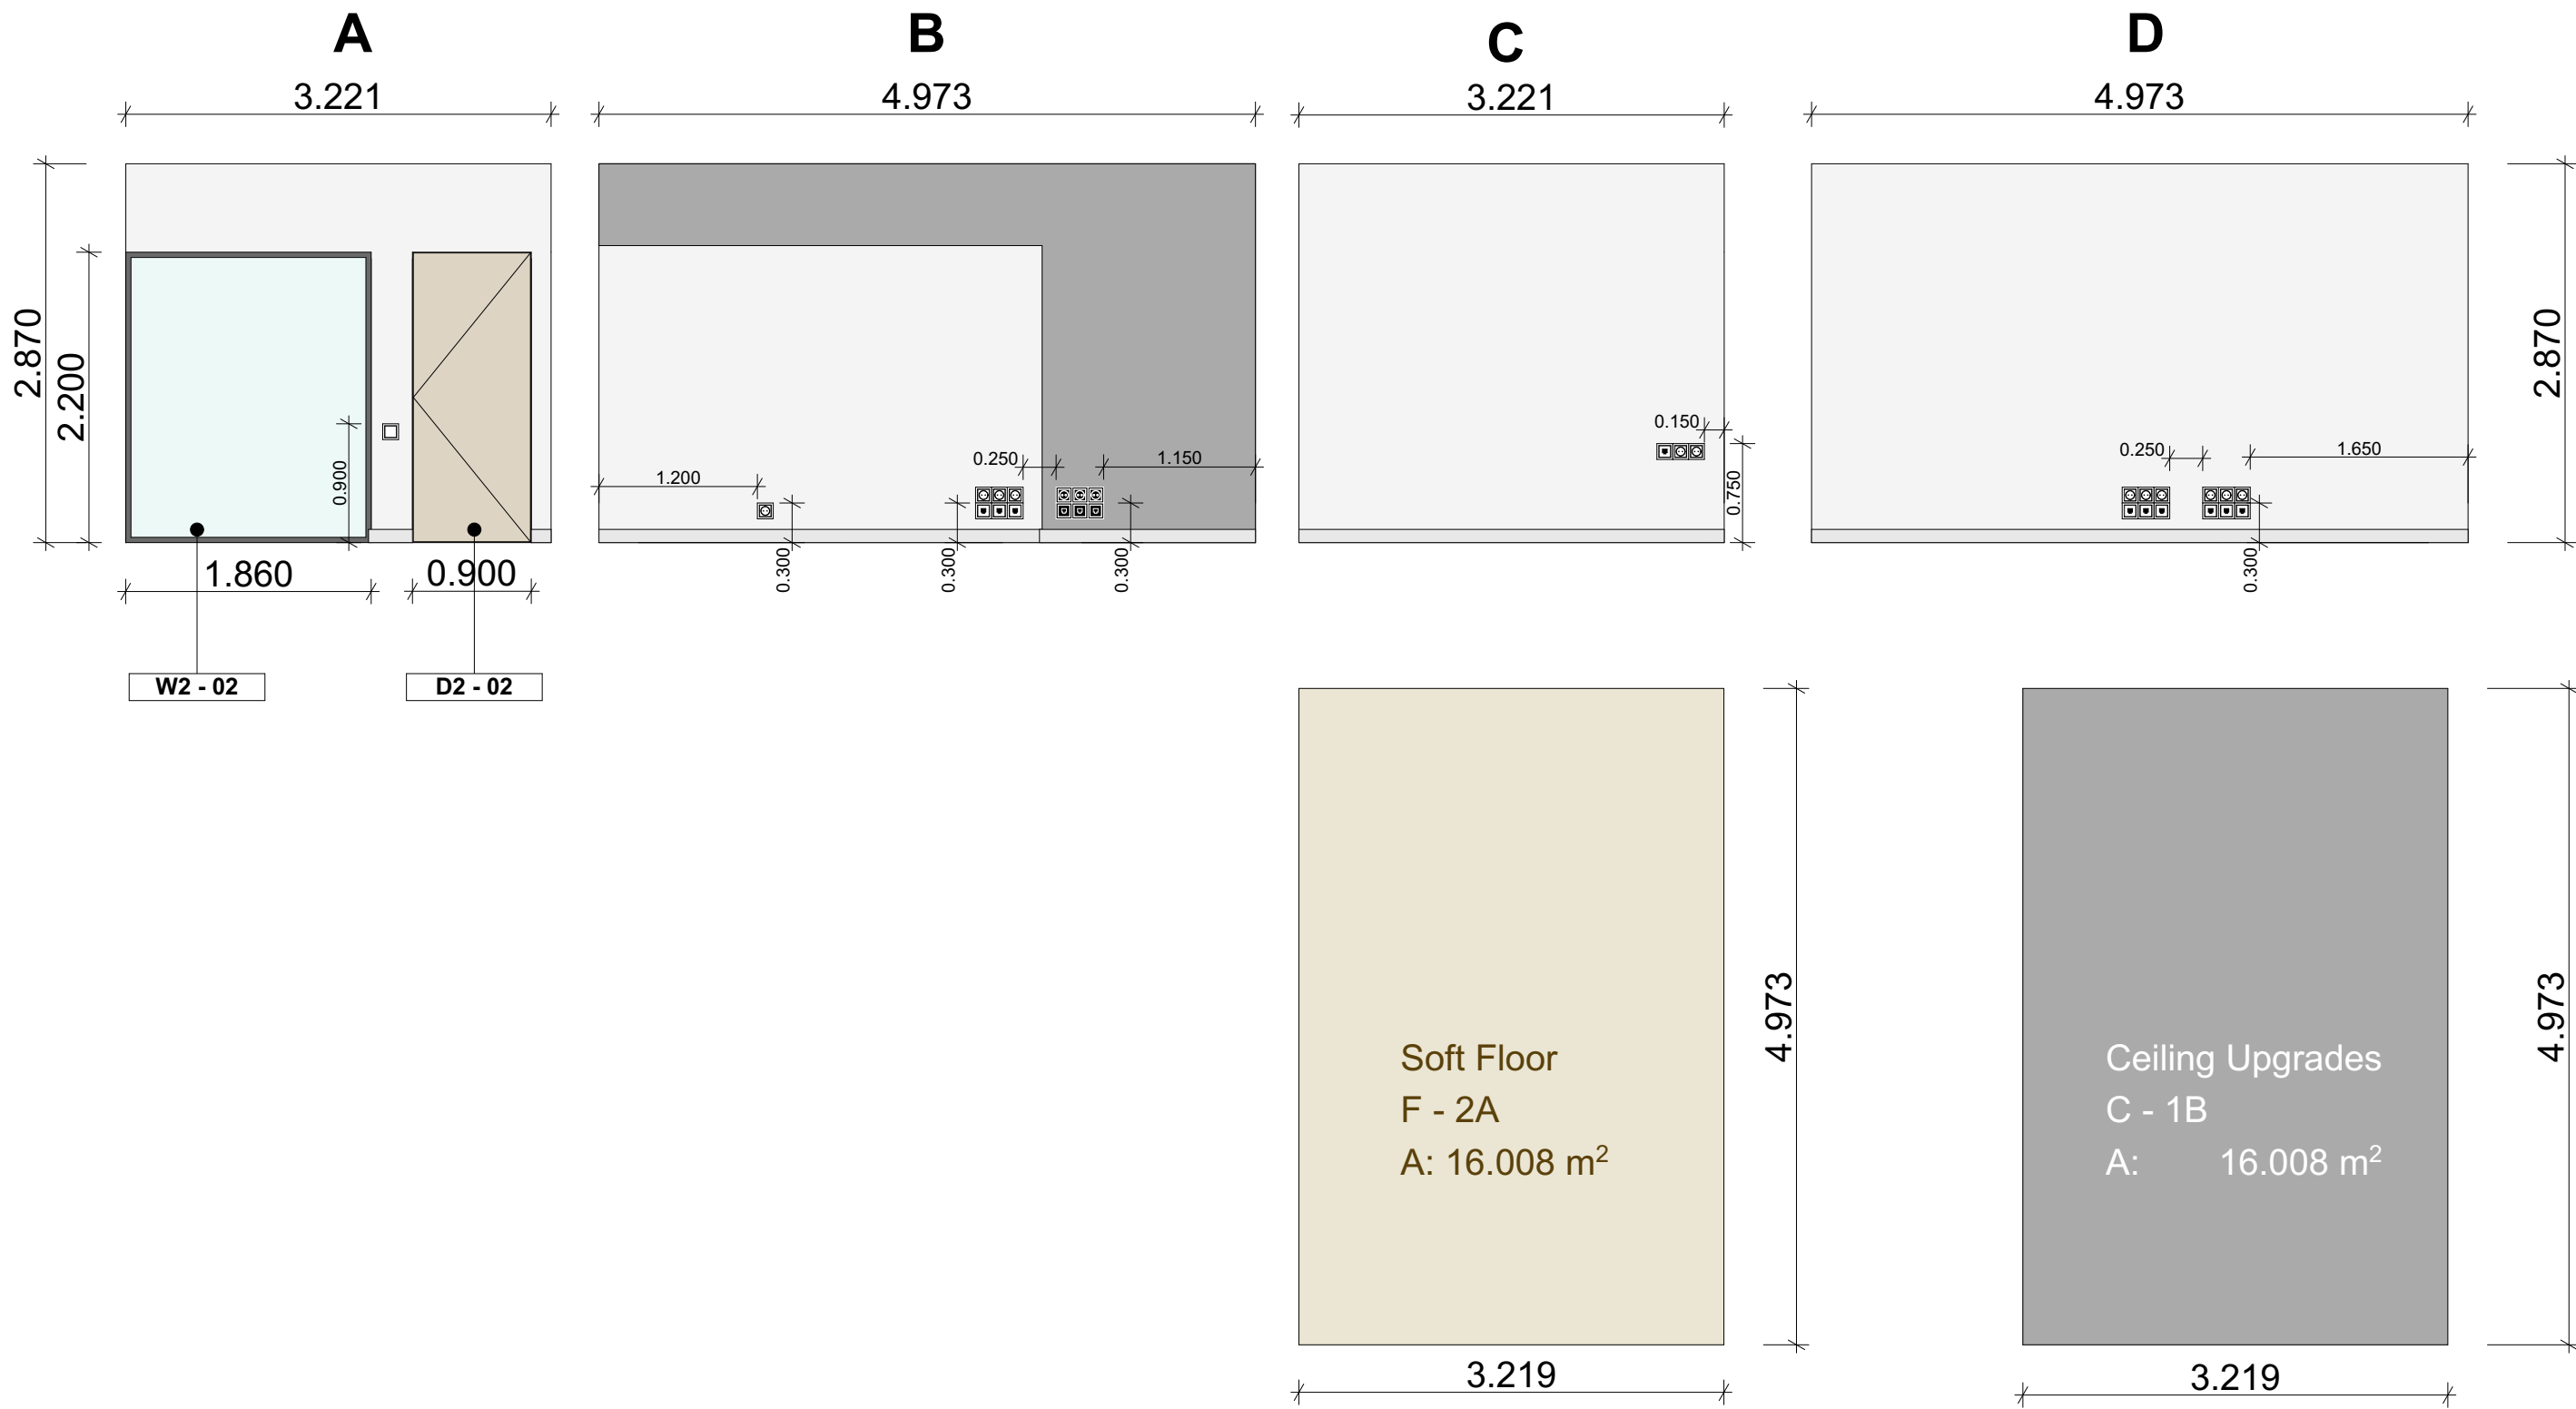 A
B
C
D
3.221
4.973
3.221
4.973
2.870
2.200
0.900
1.200
0.250
1.150
0.150
0.750
0.250
1.650
2.870
1.860
0.900
0.300
0.300
0.300
0.300
W2 - 02
D2 - 02
Soft Floor
F - 2A
A: 16.008 m²
4.973
3.219
Ceiling Upgrades
C - 1B
A: 16.008 m²
4.973
3.219